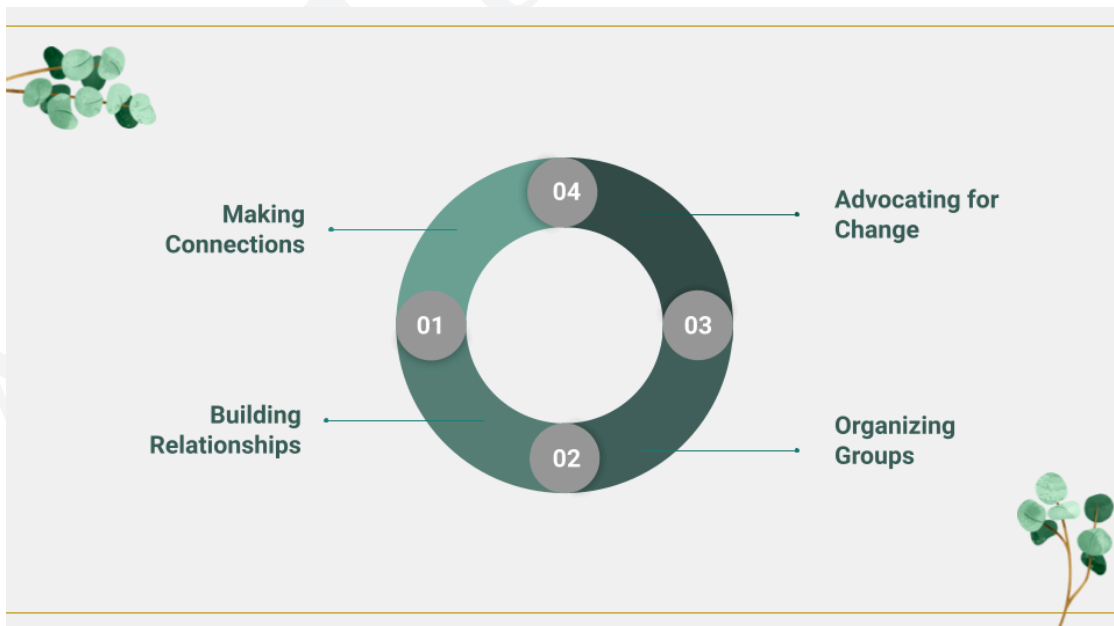 04
Making
Connections
Advocating for
Change
01
03
Building
Relationships
Organizing
Groups
02